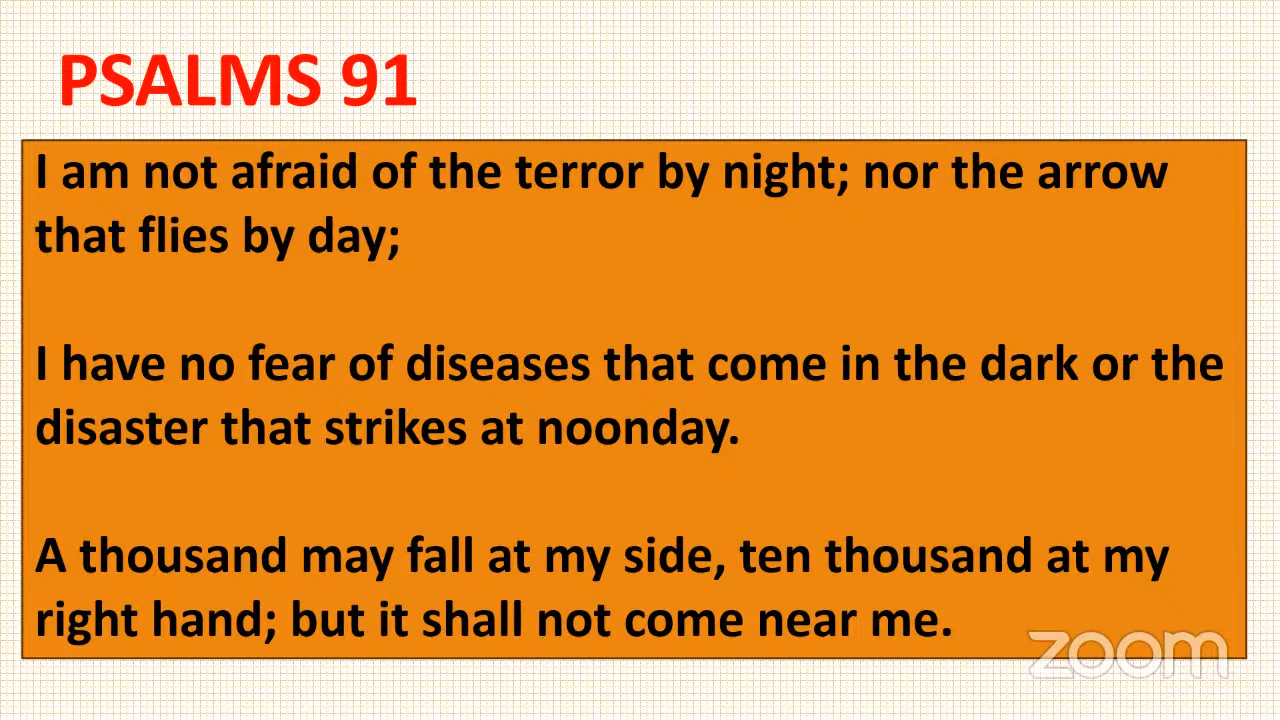 PSALMS 91
I am not afraid of the terror by night; nor the arrow
that flies by day;
I have no fear of diseases that come in the dark or the
disaster that strikes at noonday.
A thousand may fall at my side, ten thousand at my
right hand; but it shall not come near me.
zoom